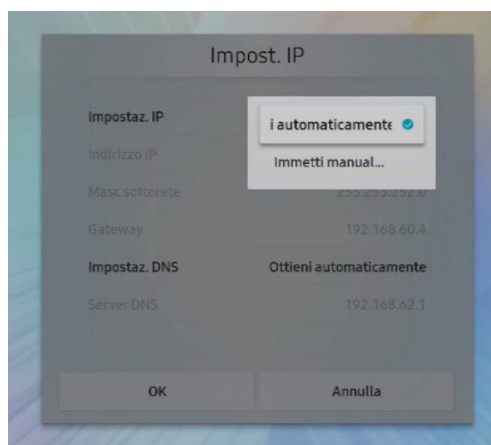 Impost. IP
Impostaz. IP
i automaticamente
Indirizzo IP
Immetti manual...
Masc sottorete 255.255.252.0
Gateway 192.168.60.4
Impostaz. DNS Ottieni automaticamente
Server DNS 192.168.62.1
OK Annulla